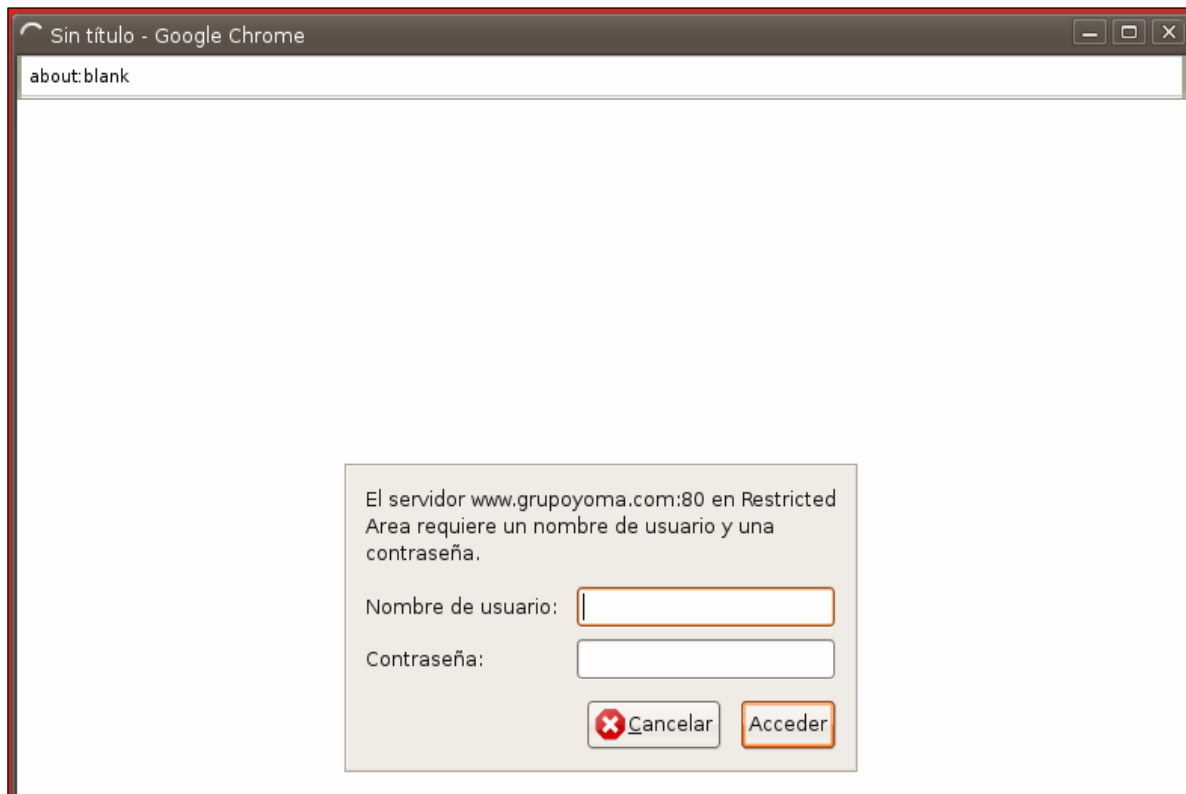 Sin título - Google Chrome
about:blank
El servidor www.grupoyoma.com:80 en Restricted
Area requiere un nombre de usuario y una
contraseña.
Nombre de usuario:
Contraseña:
Cancelar Acceder